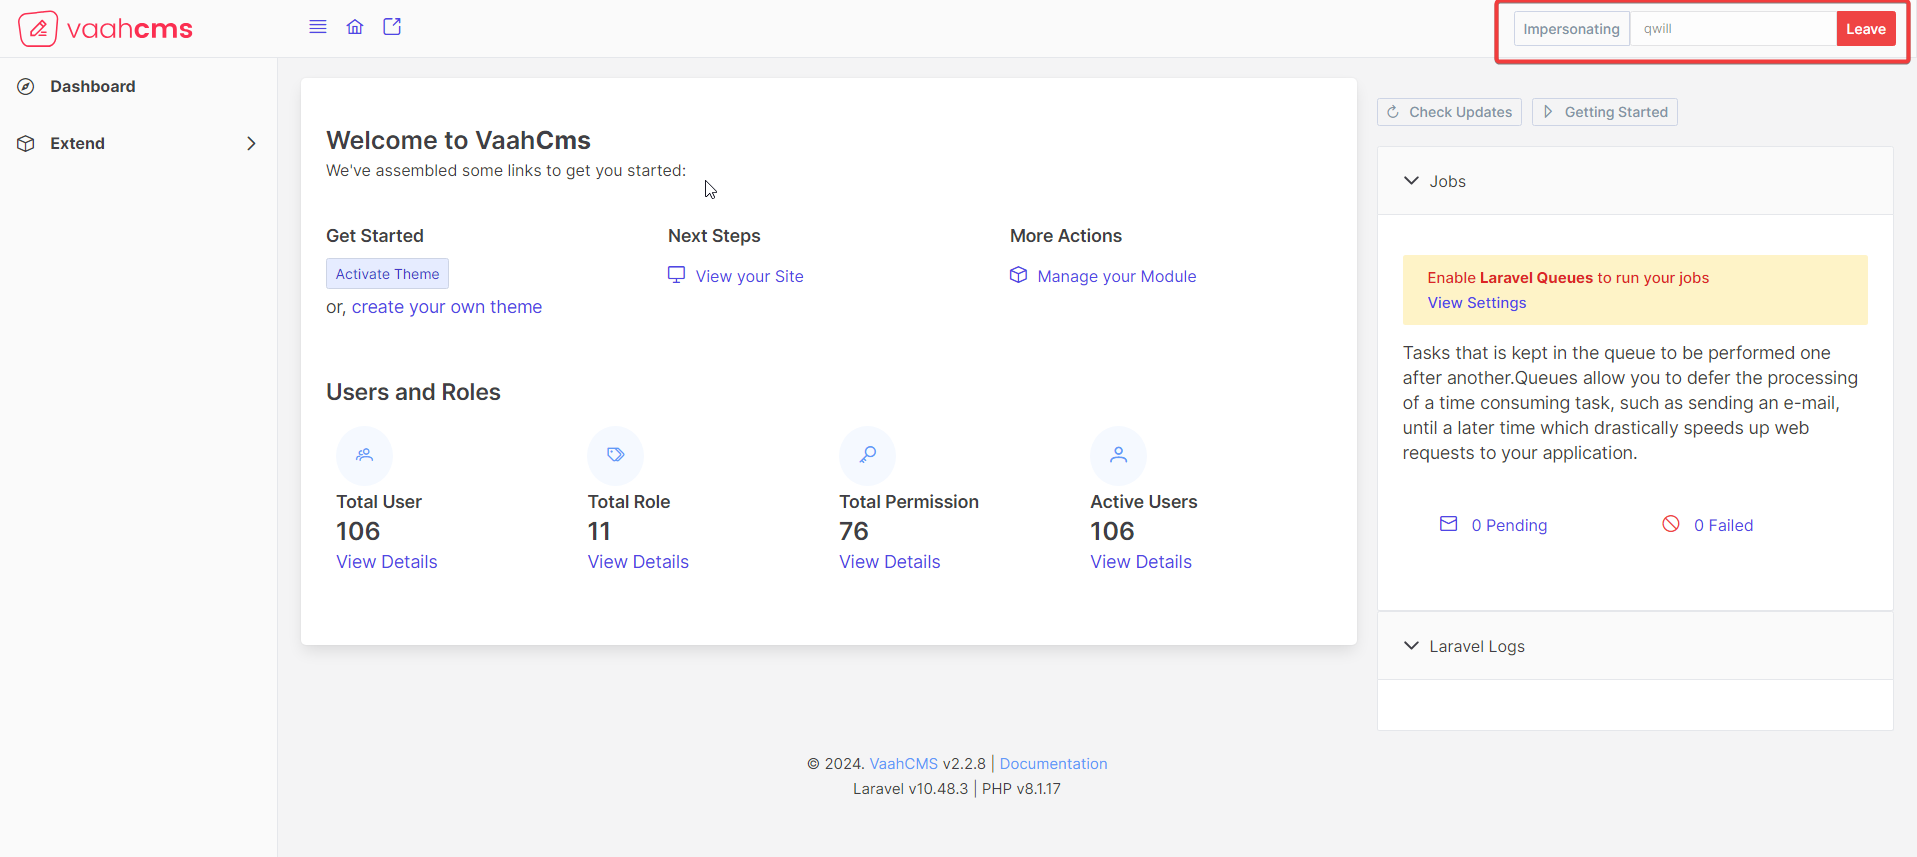 vaahcms
Impersonating qwill Leave
Dashboard
Extend
Welcome to VaahCms
We've assembled some links to get you started:
Get Started
Activate Theme
or, create your own theme
Next Steps
View your Site
More Actions
Manage your Module
Users and Roles
Total User
106
View Details
Total Role
11
View Details
Total Permission
76
View Details
Active Users
106
View Details
Check Updates
Getting Started
Jobs
Enable Laravel Queues to run your jobs
View Settings
Tasks that is kept in the queue to be performed one
after another.Queues allow you to defer the processing
of a time consuming task, such as sending an e-mail,
until a later time which drastically speeds up web
requests to your application.
0 Pending
0 Failed
Laravel Logs
© 2024. VaahCMS v2.2.8 | Documentation
Laravel v10.48.3 | PHP v8.1.17